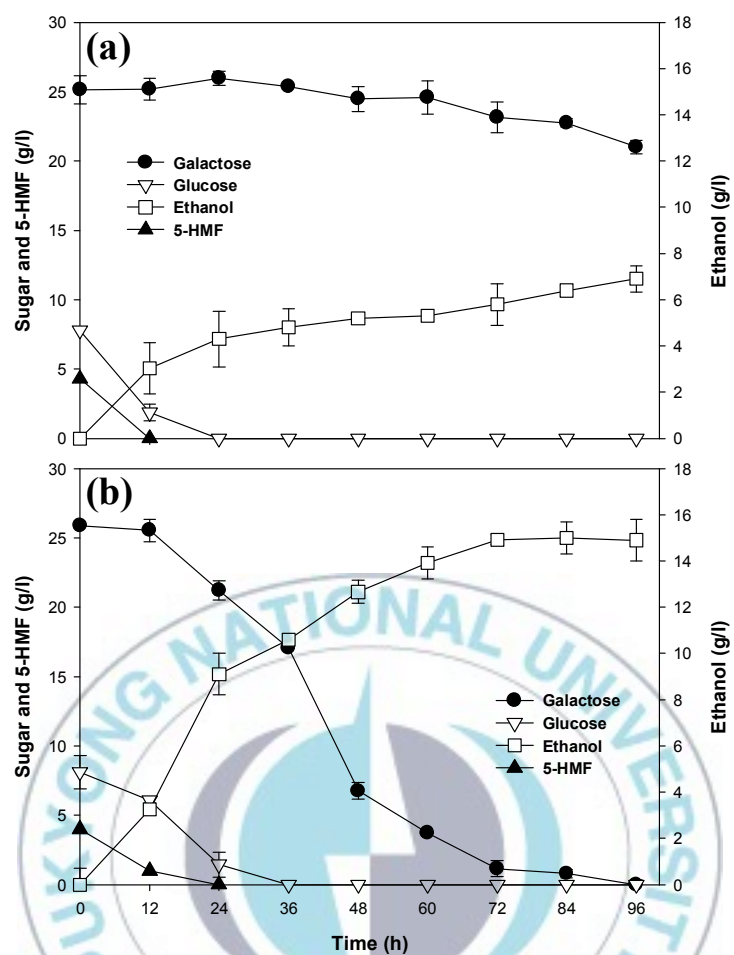 (a)
30
25
20
15
10
5
0
Sugar and 5-HMF (g/l)
18
16
14
12
10
8
6
4
2
0
Ethanol (g/l)
Galactose
Glucose
Ethanol
5-HMF
(b)
30
25
20
15
10
5
0
Sugar and 5-HMF (g/l)
18
16
14
12
10
8
6
4
2
0
Ethanol (g/l)
Galactose
Glucose
Ethanol
5-HMF
0 12 24 36 48 60 72 84 96
Time (h)
UKYONG NATIONAL UNIVERSIT